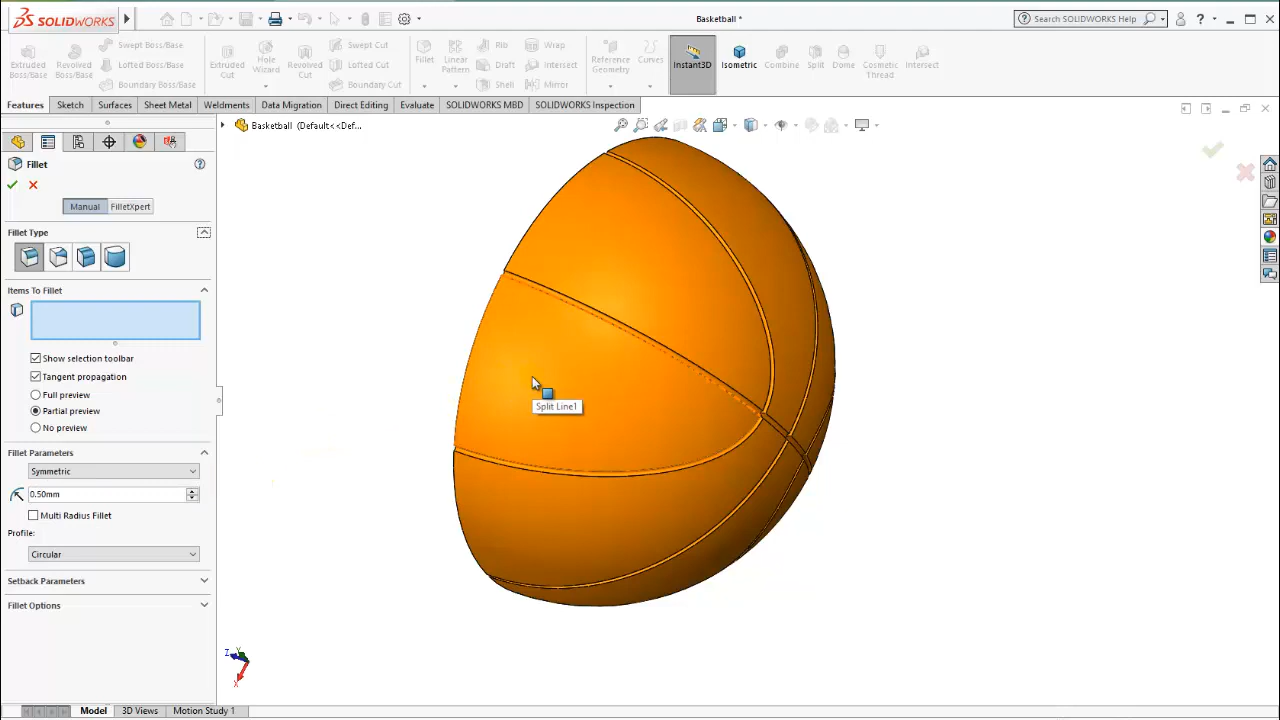 SOLIDWORKS
Basketball *
Search SOLIDWORKS Help
?
Extruded Boss/Base
Revolved Boss/Base
Swept Boss/Base
Lofted Boss/Base
Boundary Boss/Base
Extruded Cut
Hole Wizard
Revolved Cut
Swept Cut
Lofted Cut
Boundary Cut
Fillet
Linear Pattern
Rib
Draft
Shell
Wrap
Intersect
Mirror
Reference Geometry
Curves
Instant3D
Isometric
Combine
Split
Dome
Cosmetic Thread
Intersect
Features
Sketch
Surfaces
Sheet Metal
Weldments
Data Migration
Direct Editing
Evaluate
SOLIDWORKS MBD
SOLIDWORKS Inspection
Basketball (Default<<Def...
Fillet
?
Manual
FilletXpert
Fillet Type
Items To Fillet
Show selection toolbar
Tangent propagation
Full preview
Partial preview
No preview
Fillet Parameters
Symmetric
0.50mm
Multi Radius Fillet
Profile:
Circular
Setback Parameters
Fillet Options
Split Line1
Z
Y
X
Model
3D Views
Motion Study 1